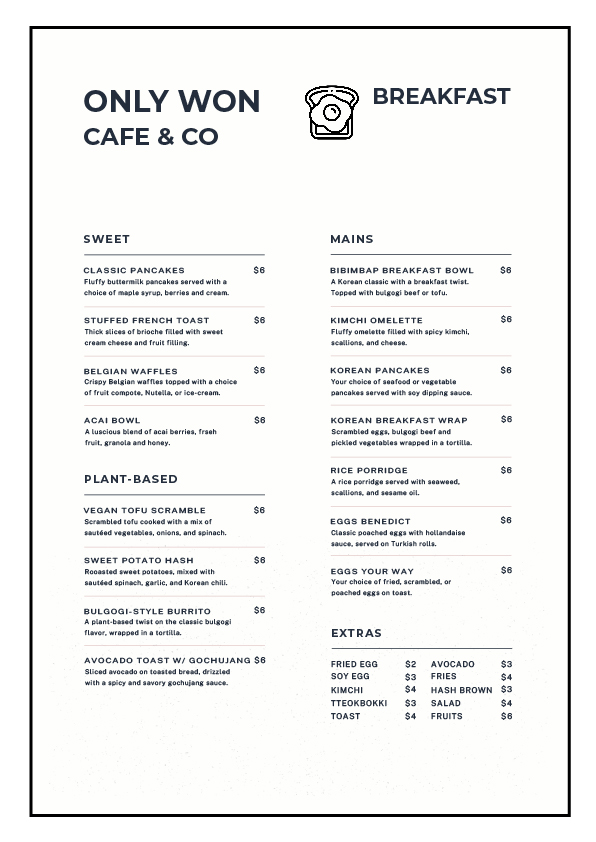 ONLY WON
CAFE & CO
BREAKFAST
SWEET
CLASSIC PANCAKES $6
Fluffy buttermilk pancakes served with a
choice of maple syrup, berries and cream.
STUFFED FRENCH TOAST $6
Thick slices of brioche filled with sweet
cream cheese and fruit filling.
BELGIAN WAFFLES $6
Crispy Belgian waffles topped with a choice
of fruit compote, Nutella, or ice-cream.
ACAI BOWL $6
A luscious blend of acai berries, frseh
fruit, granola and honey.
PLANT-BASED
VEGAN TOFU SCRAMBLE $6
Scrambled tofu cooked with a mix of
sautéed vegetables, onions, and spinach.
SWEET POTATO HASH $6
Rooasted sweet potatoes, mixed with
sautéed spinach, garlic, and Korean chili.
BULGOGI-STYLE BURRITO $6
A plant-based twist on the classic bulgogi
flavor, wrapped in a tortilla.
AVOCADO TOAST W/ GOCHUJANG $6
Sliced avocado on toasted bread, drizzled
with a spicy and savory gochujang sauce.
MAINS
BIBIMBAP BREAKFAST BOWL $6
A Korean classic with a breakfast twist.
Topped with bulgogi beef or tofu.
KIMCHI OMELETTE $6
Fluffy omelette filled with spicy kimchi,
scallions, and cheese.
KOREAN PANCAKES $6
Your choice of seafood or vegetable
pancakes served with soy dipping sauce.
KOREAN BREAKFAST WRAP $6
Scrambled eggs, bulgogi beef and
pickled vegetables wrapped in a tortilla.
RICE PORRIDGE $6
A rice porridge served with seaweed,
scallions, and sesame oil.
EGGS BENEDICT $6
Classic poached eggs with hollandaise
sauce, served on Turkish rolls.
EGGS YOUR WAY $6
Your choice of fried, scrambled, or
poached eggs on toast.
EXTRAS
FRIED EGG $2 AVOCADO $3
SOY EGG $3 FRIES $4
KIMCHI $4 HASH BROWN $3
TTEOKBOKKI $3 SALAD $4
TOAST $4 FRUITS $6